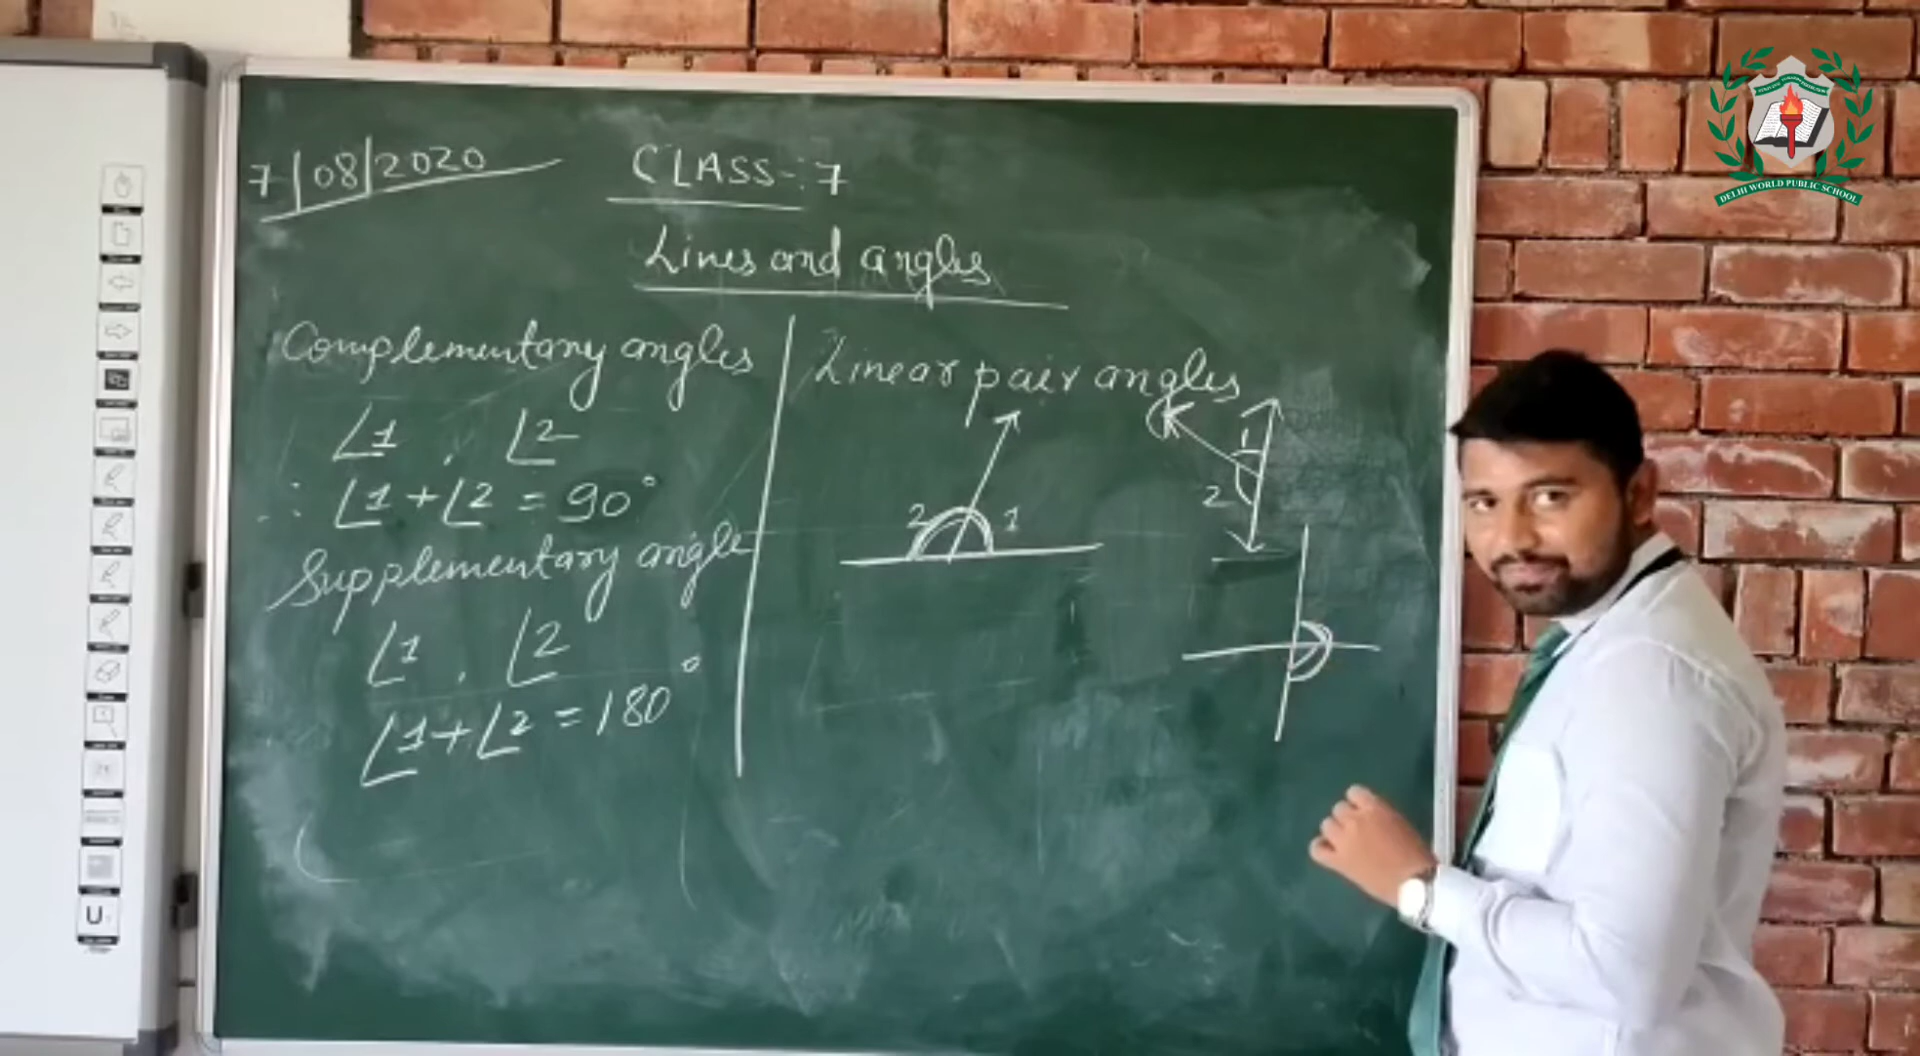 7/08/2020
CLASS-:7
Lines and angles
Complementary angles
∠1 , ∠2
∴ ∠1+∠2 = 90°
Supplementary angle
∠1 , ∠2
∠1+∠2 = 180°
Linear pair angles
2 1
1
2
DELHI WORLD PUBLIC SCHOOL
U